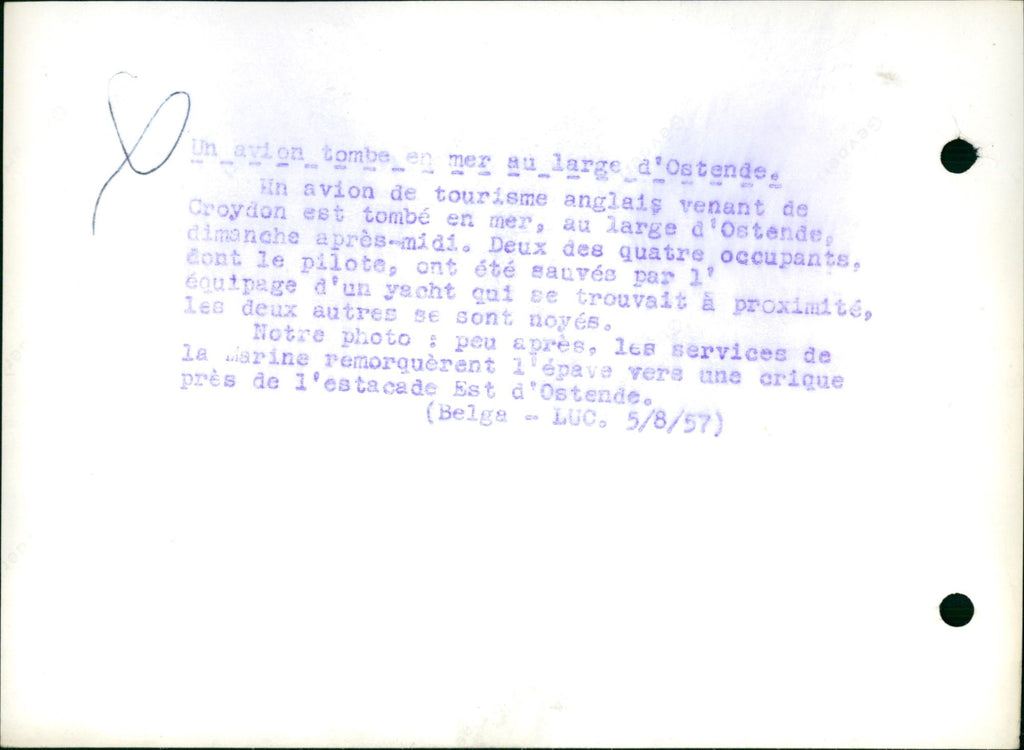 Un avion tombe en mer au large d'Ostende.
Un avion de tourisme anglais venant de
Croydon est tombé en mer, au large d'Ostende,
dimanche après-midi. Deux des quatre occupants,
dont le pilote, ont été sauvés par l'
équipage d'un yacht qui se trouvait à proximité,
les deux autres se sont noyés.
Notre photo : peu après, les services de
la Marine remorquèrent l'épave vers une crique
près de l'estacade Est d'Ostende.
(Belga - LUC. 5/8/57)